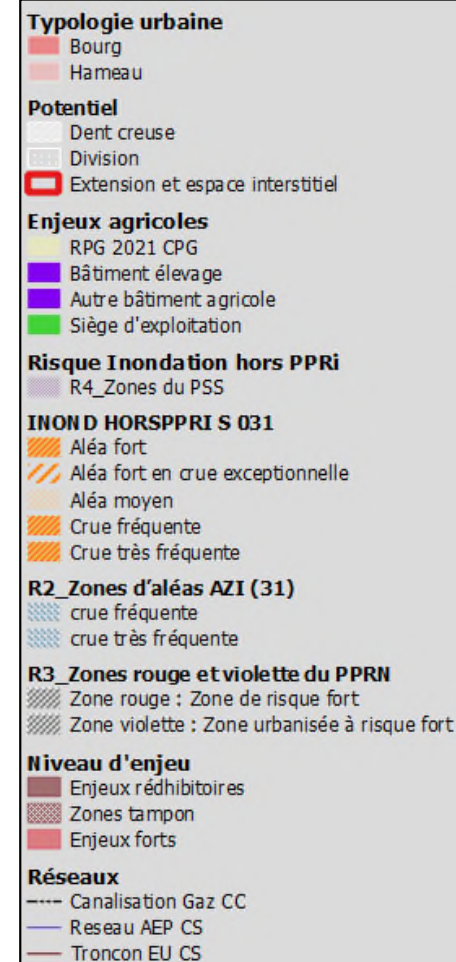 Typologie urbaine
Bourg
Hameau
Potentiel
Dent creuse
Division
Extension et espace interstitiel
Enjeux agricoles
RPG 2021 CPG
Bâtiment élevage
Autre bâtiment agricole
Siège d'exploitation
Risque Inondation hors PPRi
R4_Zones du PSS
INOND HORSPPRI S 031
Aléa fort
Aléa fort en crue exceptionnelle
Aléa moyen
Crue fréquente
Crue très fréquente
R2_Zones d'aléas AZI (31)
crue fréquente
crue très fréquente
R3_Zones rouge et violette du PPRN
Zone rouge : Zone de risque fort
Zone violette : Zone urbanisée à risque fort
Niveau d'enjeu
Enjeux rédhibitoires
Zones tampon
Enjeux forts
Réseaux
Canalisation Gaz CC
Reseau AEP CS
Troncon EU CS